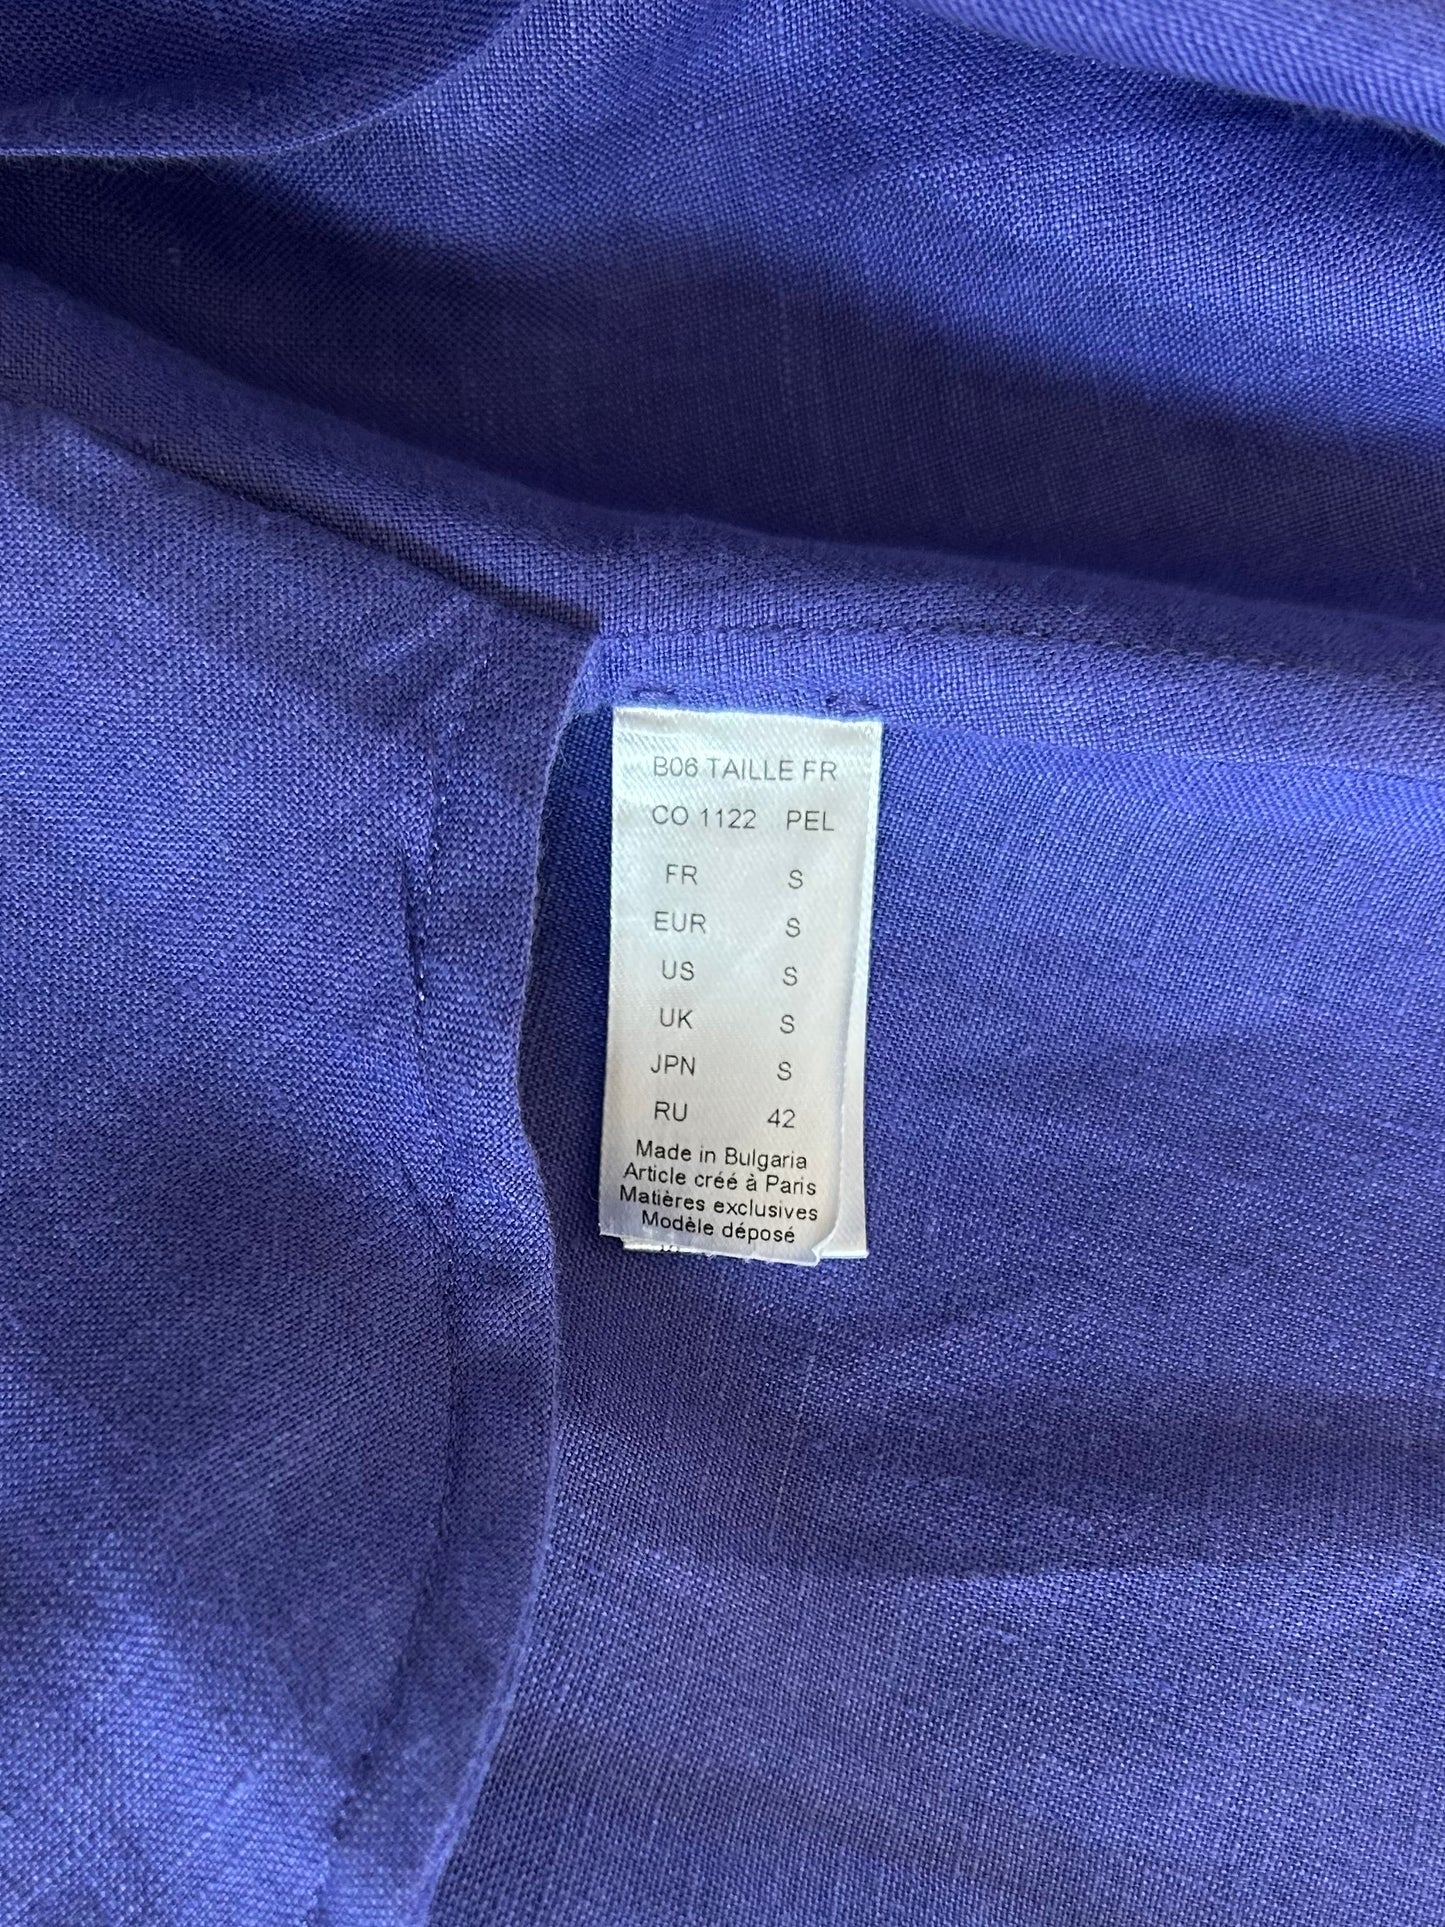 B06 TAILLE FR
CO 1122 PEL
FR S
EUR S
US S
UK S
JPN S
RU 42
Made in Bulgaria
Article créé à Paris
Matières exclusives
Modèle déposé